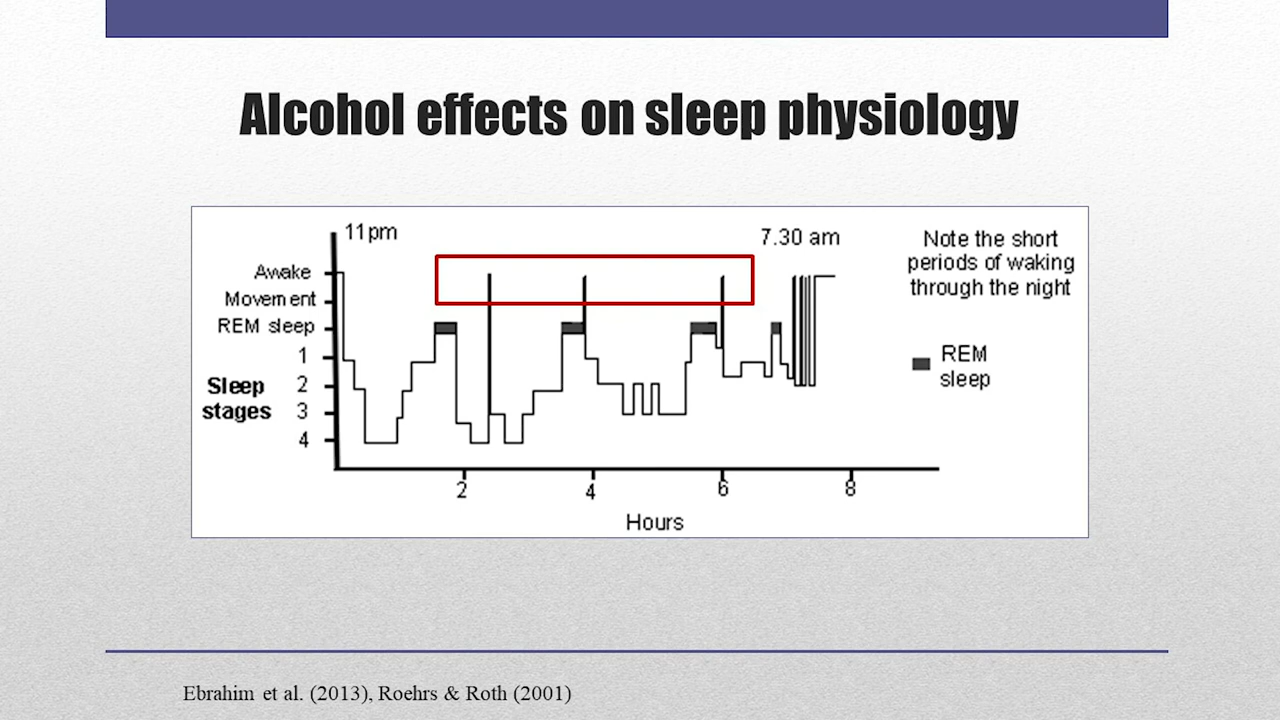 Alcohol effects on sleep physiology
11pm
7.30 am
Note the short
periods of waking
through the night
Awake
Movement
REM sleep
1
2
3
4
Sleep
stages
REM
sleep
2
4
6
8
Hours
Ebrahim et al. (2013), Roehrs & Roth (2001)